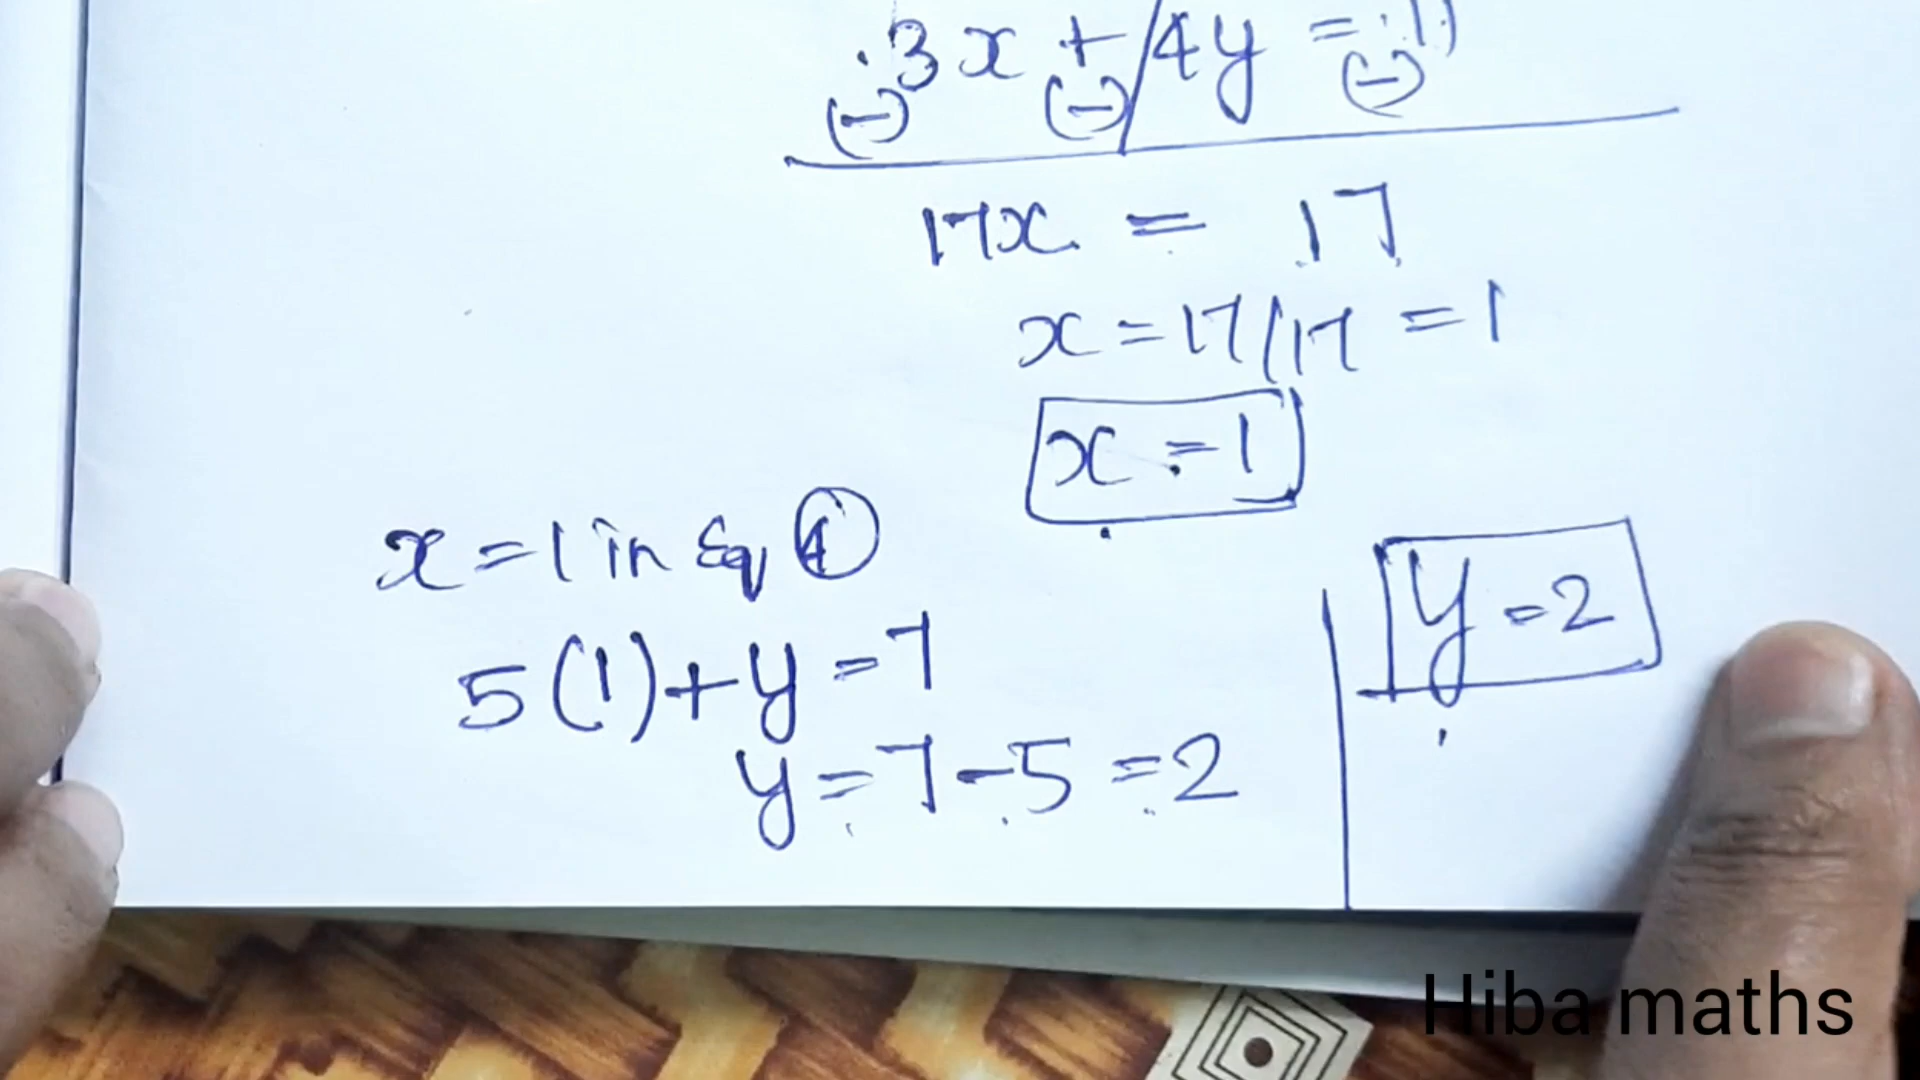 3x + 4y = 11
(-) (-) (-)
17x = 17
x = 17/17 = 1
x = 1
x = 1 in Eq ①
5(1) + y = 7
y = 7 - 5 = 2
y = 2
Hiba maths